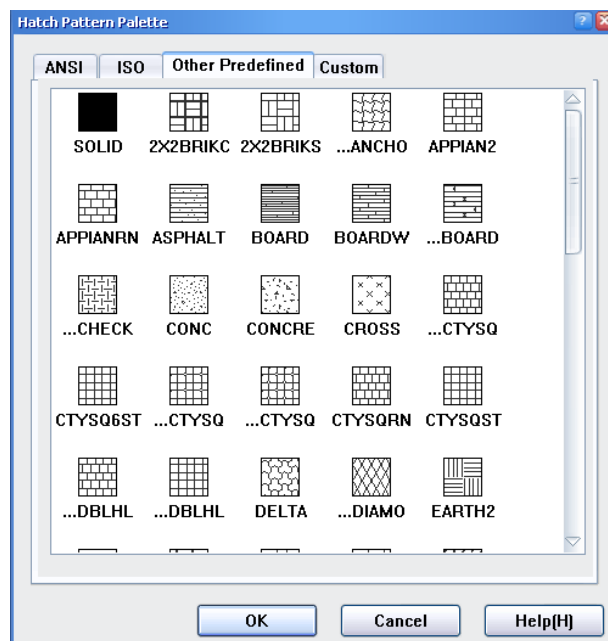 Hatch Pattern Palette
ANSI ISO Other Predefined Custom
SOLID 2X2BRIKC 2X2BRIKS ...ANCHO APPIAN2
APPIANRN ASPHALT BOARD BOARDW ...BOARD
...CHECK CONC CONCRE CROSS ...CTYSQ
CTYSQ6ST ...CTYSQ ...CTYSQ CTYSQRN CTYSQST
...DBLHL ...DBLHL DELTA ...DIAMO EARTH2
OK Cancel Help(H)